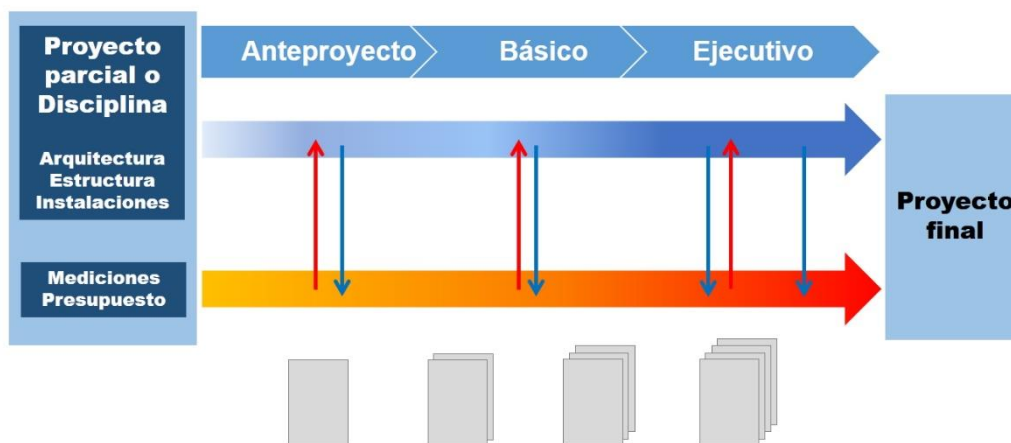 Proyecto
parcial o
Disciplina
Arquitectura
Estructura
Instalaciones
Mediciones
Presupuesto
Anteproyecto
Básico
Ejecutivo
Proyecto
final